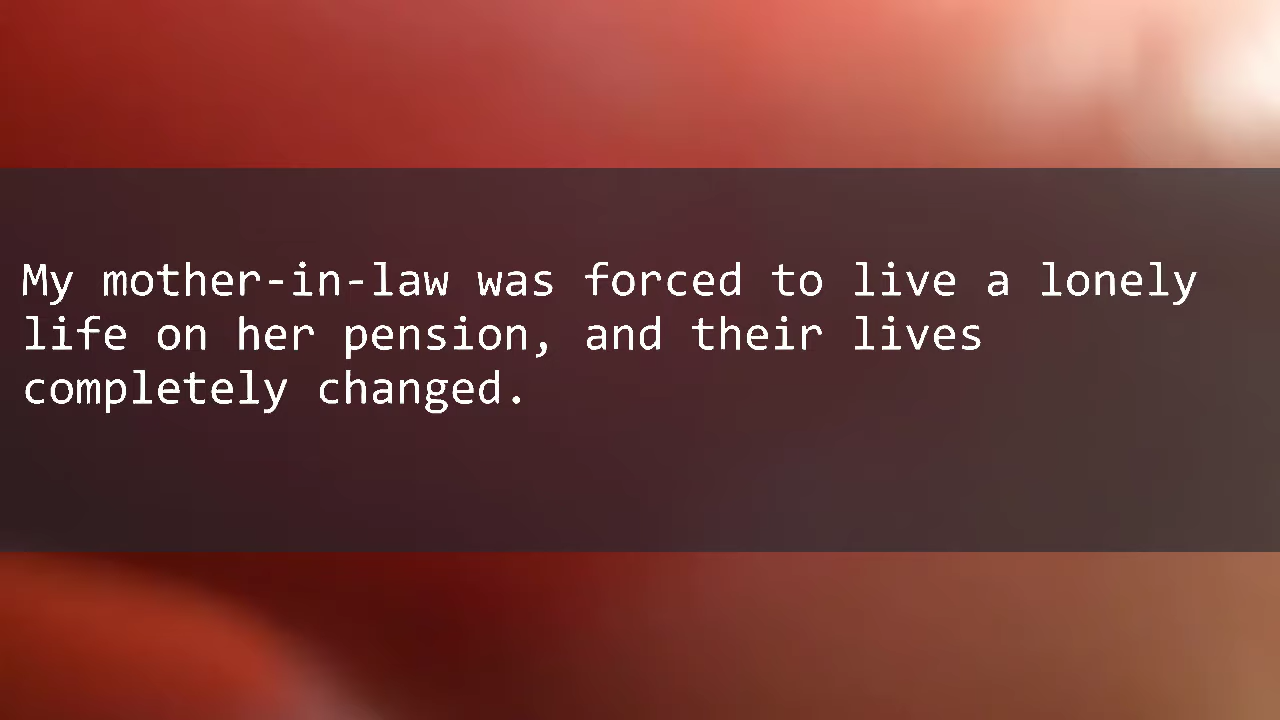 My mother-in-law was forced to live a lonely
life on her pension, and their lives
completely changed.